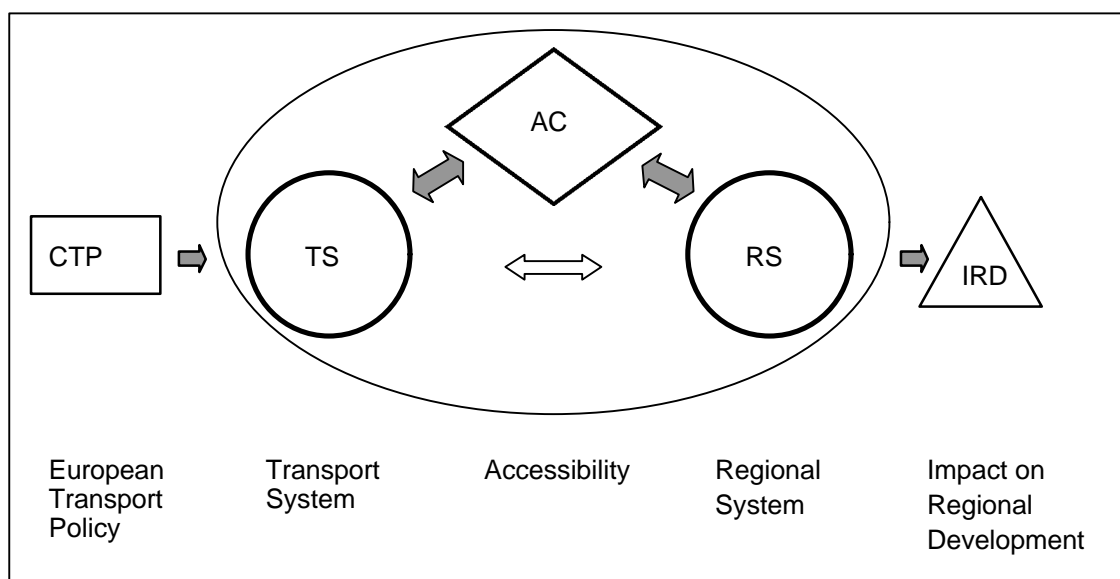 AC
CTP
TS
RS
IRD
European
Transport
Policy
Transport
System
Accessibility
Regional
System
Impact on
Regional
Development